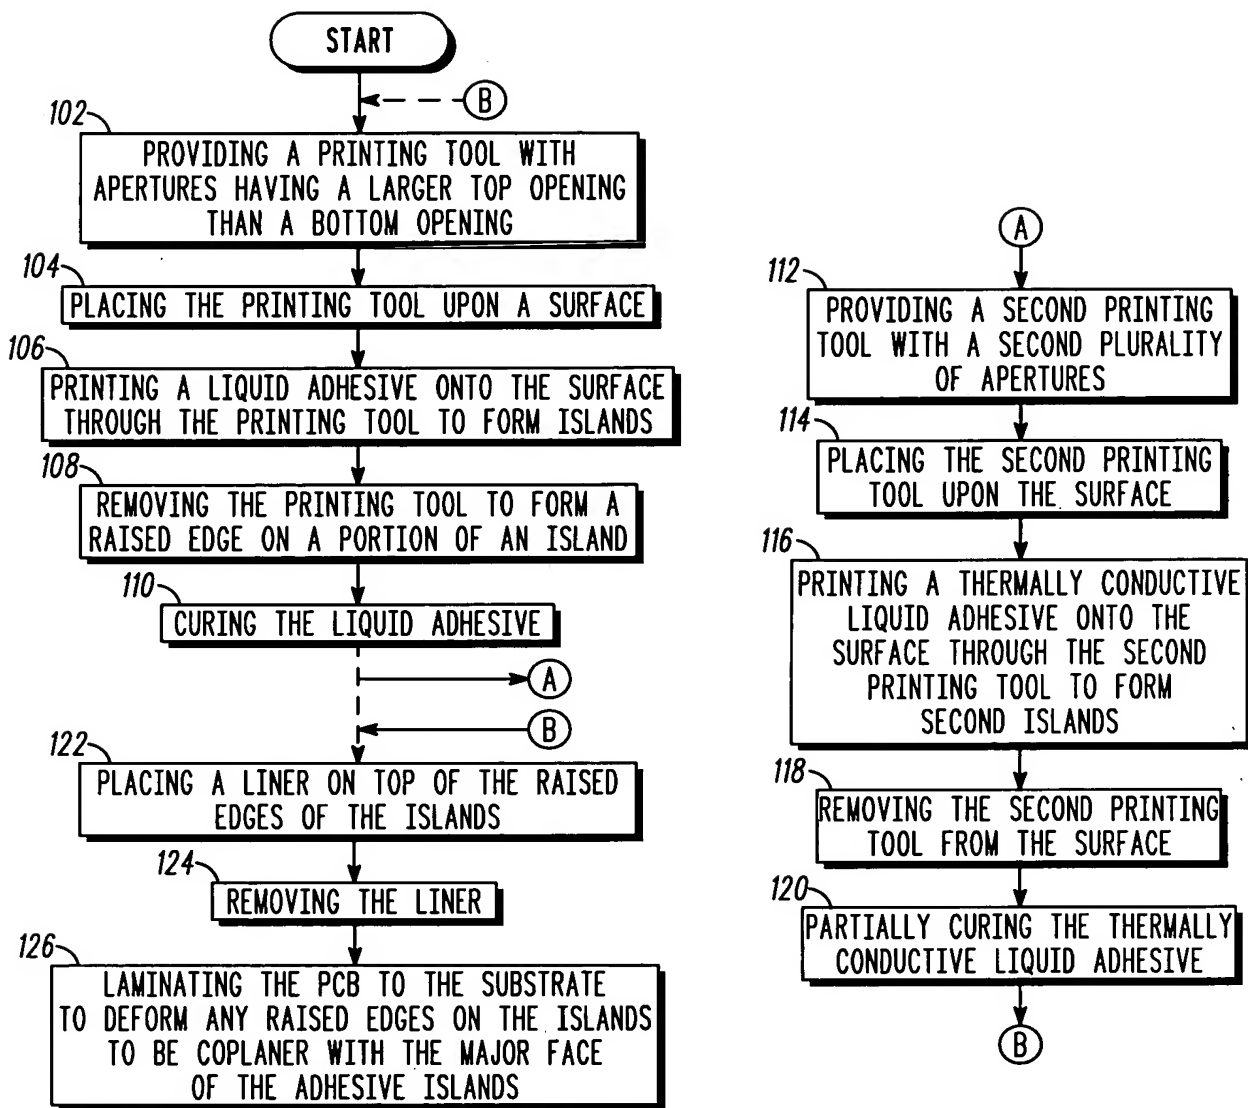 START
B
102
PROVIDING A PRINTING TOOL WITH
APERTURES HAVING A LARGER TOP OPENING
THAN A BOTTOM OPENING
104
PLACING THE PRINTING TOOL UPON A SURFACE
106
PRINTING A LIQUID ADHESIVE ONTO THE SURFACE
THROUGH THE PRINTING TOOL TO FORM ISLANDS
108
REMOVING THE PRINTING TOOL TO FORM A
RAISED EDGE ON A PORTION OF AN ISLAND
110
CURING THE LIQUID ADHESIVE
A
B
122
PLACING A LINER ON TOP OF THE RAISED
EDGES OF THE ISLANDS
124
REMOVING THE LINER
126
LAMINATING THE PCB TO THE SUBSTRATE
TO DEFORM ANY RAISED EDGES ON THE ISLANDS
TO BE COPLANER WITH THE MAJOR FACE
OF THE ADHESIVE ISLANDS
A
112
PROVIDING A SECOND PRINTING
TOOL WITH A SECOND PLURALITY
OF APERTURES
114
PLACING THE SECOND PRINTING
TOOL UPON THE SURFACE
116
PRINTING A THERMALLY CONDUCTIVE
LIQUID ADHESIVE ONTO THE
SURFACE THROUGH THE SECOND
PRINTING TOOL TO FORM
SECOND ISLANDS
118
REMOVING THE SECOND PRINTING
TOOL FROM THE SURFACE
120
PARTIALLY CURING THE THERMALLY
CONDUCTIVE LIQUID ADHESIVE
B